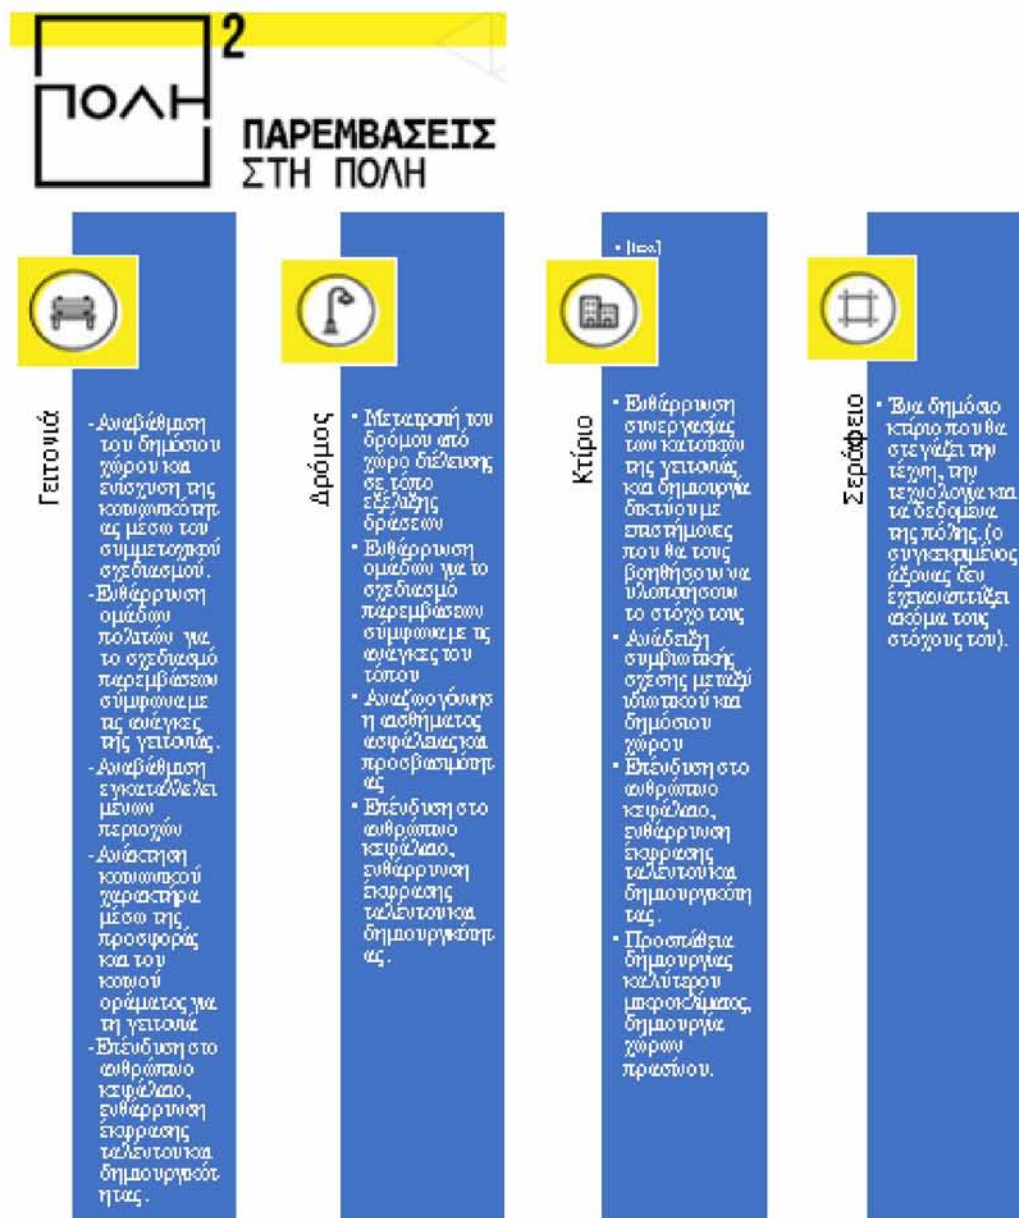 2
ΠΟΛΗ
ΠΑΡΕΜΒΑΣΕΙΣ
ΣΤΗ ΠΟΛΗ
Γειτονιά
-Αναβάθμιση
του δημόσιου
χώρου και
ενίσχυση της
κοινωνικότητ
ας μέσω του
συμμετοχικού
σχεδιασμού.
-Ενθάρρυνση
ομάδων
πολιτών για
το σχεδιασμό
παρεμβάσεων
σύμφωνα με
τις ανάγκες
της γειτονιάς.
-Αναβάθμιση
εγκαταλλελει
μένων
περιοχών
-Ανάκτηση
κοινωνικού
χαρακτήρα
μέσω της
προσφοράς
και του
κοινού
οράματος για
τη γειτονιά
-Επένδυση στο
ανθρώπινο
κεφάλαιο,
ενθάρρυνση
έκφρασης
ταλέντου και
δημιουργικότ
ητας.
Δρόμος
• Μετατροπή του
δρόμου από
χώρο διέλευσης
σε τόπο
εξέλιξης
δράσεων
• Ενθάρρυνση
ομάδων για το
σχεδιασμό
παρεμβάσεων
σύμφωνα με τις
ανάγκες του
τόπου
• Αναζωογόννησ
η αισθήματος
ασφάλειας και
προσβασιμότητ
ας
• Επένδυση στο
ανθρώπινο
κεφάλαιο,
ενθάρρυνση
έκφρασης
ταλέντου και
δημιουργικότητ
ας.
Κτίριο
• Ενθάρρυνση
συνεργασίας
των κατοίκων
της γειτονιάς,
και δημιουργία
δικτύου με
επιστήμονες
που θα τους
βοηθήσουν να
υλοποιήσουν
το στόχο τους
• Ανάδειξη
συμβιωτικής
σχέσης μεταξύ
ιδιωτικού και
δημόσιου
χώρου
• Επένδυση στο
ανθρώπινο
κεφάλαιο,
ενθάρρυνση
έκφρασης
ταλέντου και
δημιουργικότη
τας.
• Προσπάθεια
δημιουργίας
καλύτερου
μικροκλίματος,
δημιουργία
χώρων
πρασίνου.
Σεράφειο
• Ένα δημόσιο
κτίριο που θα
στεγάζει την
τέχνη, την
τεχνολογία και
τα δεδομένα
της πόλης. (ο
συγκεκριμένος
άξονας δεν
έχει αναπτύξει
ακόμα τους
στόχους του).